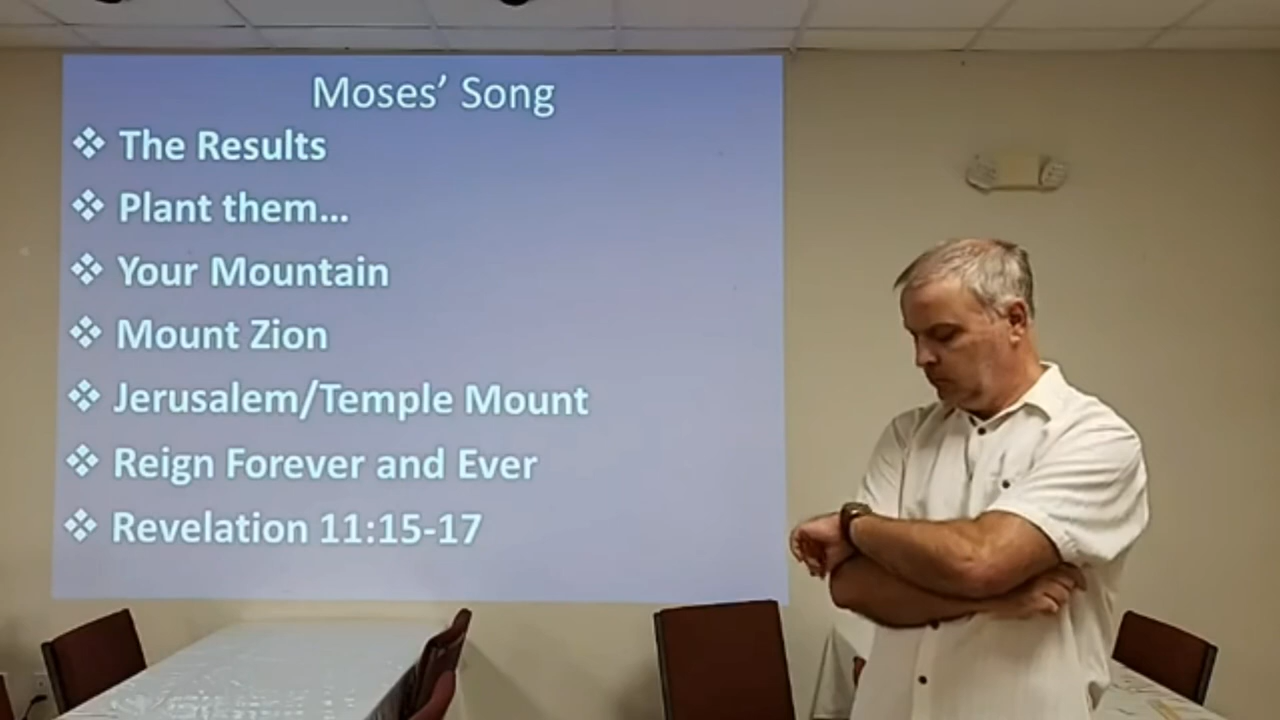 Moses’ Song
❖ The Results
❖ Plant them...
❖ Your Mountain
❖ Mount Zion
❖ Jerusalem/Temple Mount
❖ Reign Forever and Ever
❖ Revelation 11:15-17